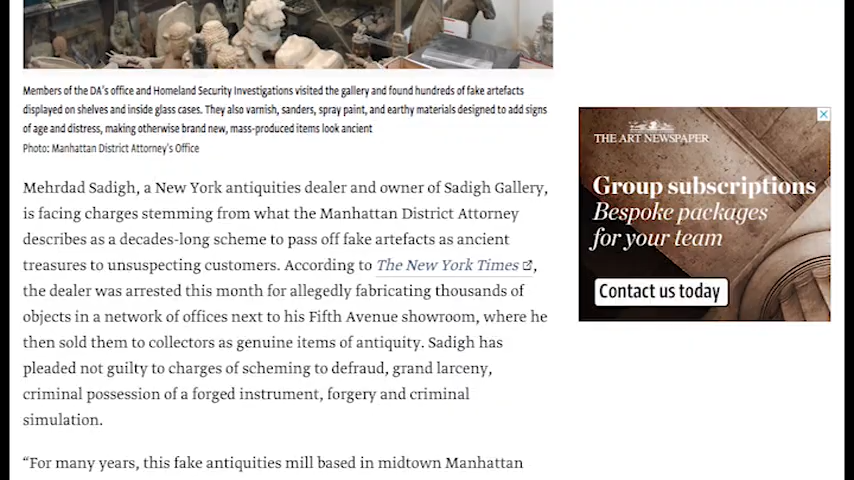 Members of the DA's office and Homeland Security Investigations visited the gallery and found hundreds of fake artefacts
displayed on shelves and inside glass cases. They also varnish, sanders, spray paint, and earthy materials designed to add signs
of age and distress, making otherwise brand new, mass-produced items look ancient
Photo: Manhattan District Attorney's Office
Mehrdad Sadigh, a New York antiquities dealer and owner of Sadigh Gallery,
is facing charges stemming from what the Manhattan District Attorney
describes as a decades-long scheme to pass off fake artefacts as ancient
treasures to unsuspecting customers. According to The New York Times,
the dealer was arrested this month for allegedly fabricating thousands of
objects in a network of offices next to his Fifth Avenue showroom, where he
then sold them to collectors as genuine items of antiquity. Sadigh has
pleaded not guilty to charges of scheming to defraud, grand larceny,
criminal possession of a forged instrument, forgery and criminal
simulation.
“For many years, this fake antiquities mill based in midtown Manhattan
THE ART NEWSPAPER
Group subscriptions
Bespoke packages
for your team
Contact us today